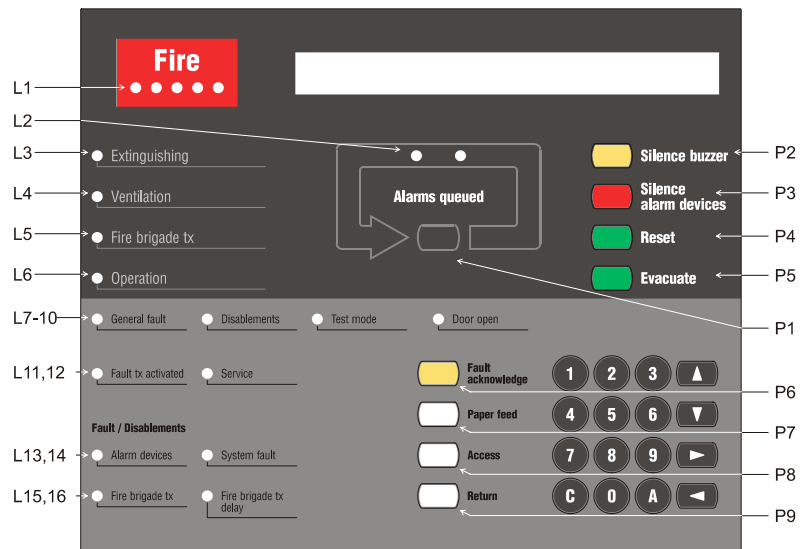 Fire
L1
L2
L3
Extinguishing
Silence buzzer
P2
L4
Ventilation
Alarms queued
Silence
alarm devices
P3
L5
Fire brigade tx
Reset
P4
L6
Operation
Evacuate
P5
L7-10
General fault
Disablements
Test mode
Door open
P1
L11,12
Fault tx activated
Service
Fault
acknowledge
1
2
3
P6
Paper feed
4
5
6
P7
Fault / Disablements
L13,14
Alarm devices
System fault
Access
7
8
9
P8
L15,16
Fire brigade tx
Fire brigade tx
delay
Return
C
0
A
P9